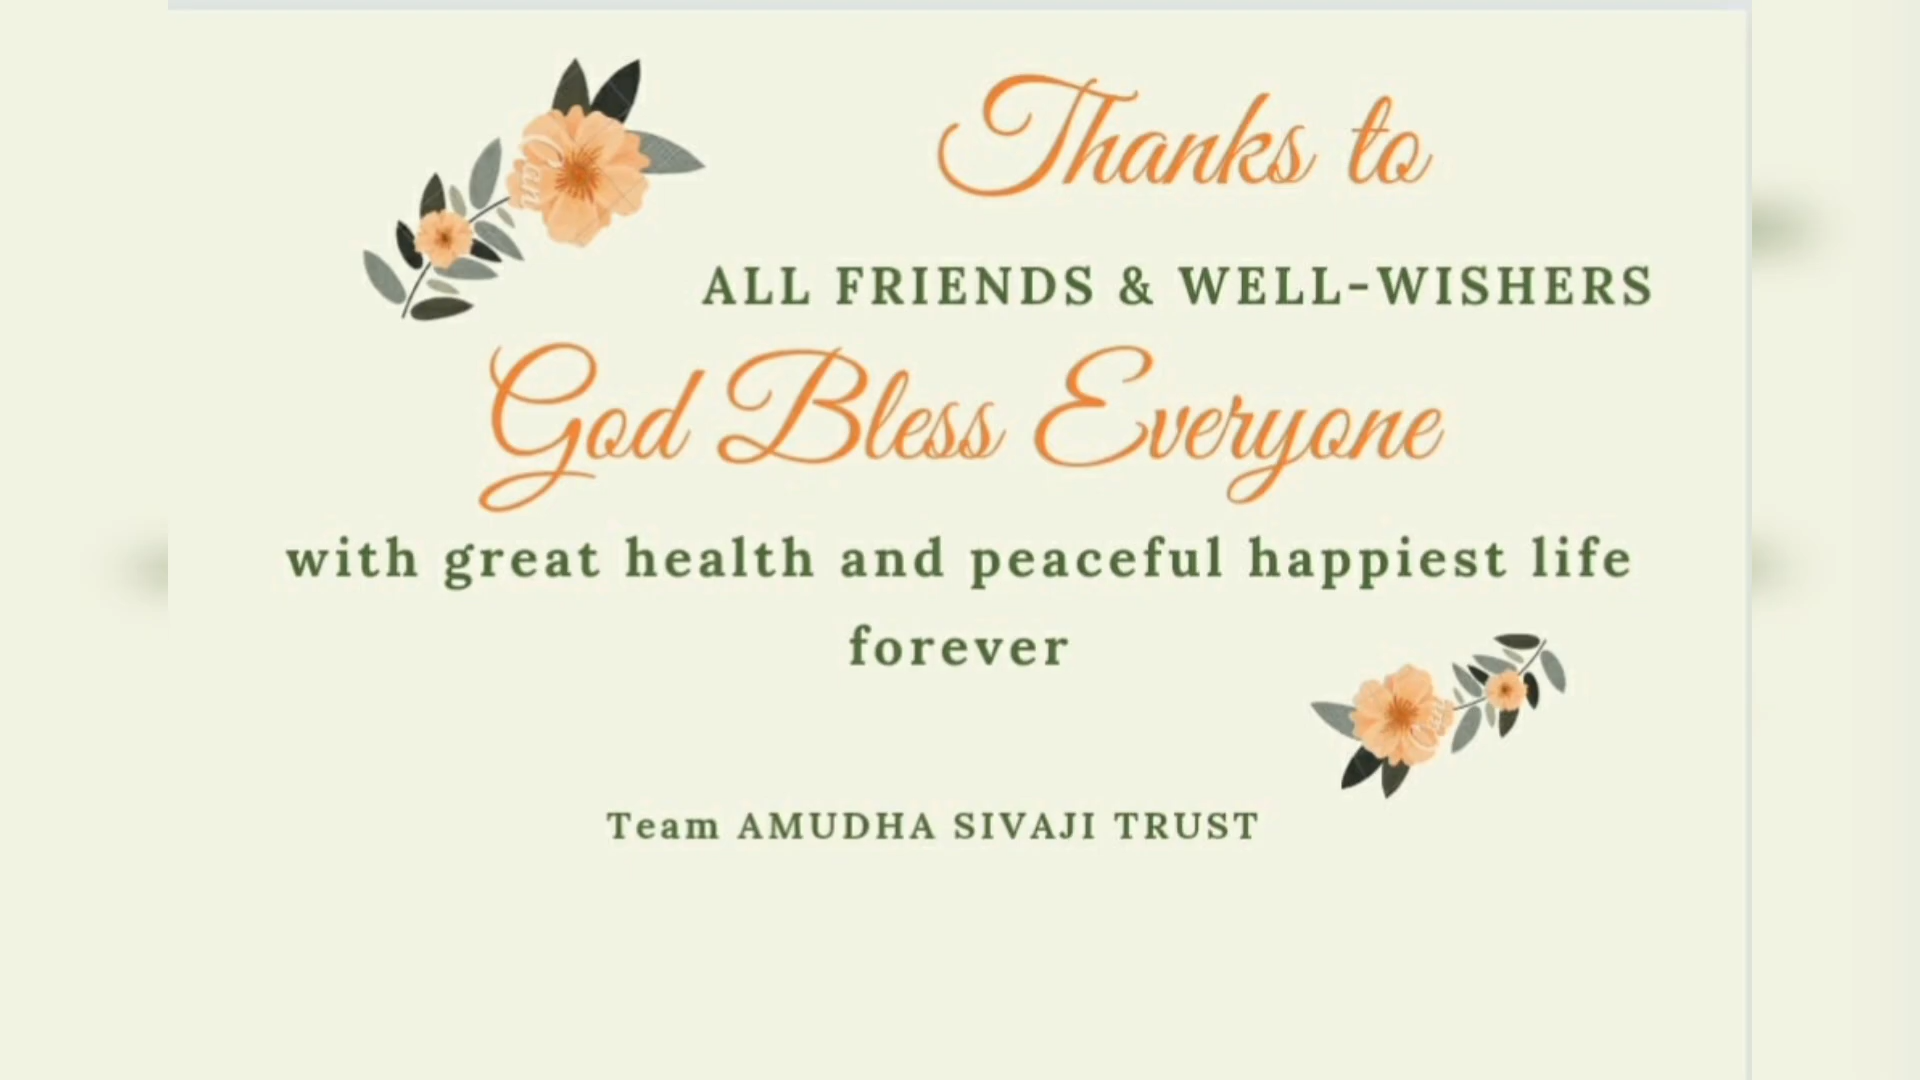 Thanks to
ALL FRIENDS & WELL-WISHERS
God Bless Everyone
with great health and peaceful happiest life
forever
Team AMUDHA SIVAJI TRUST